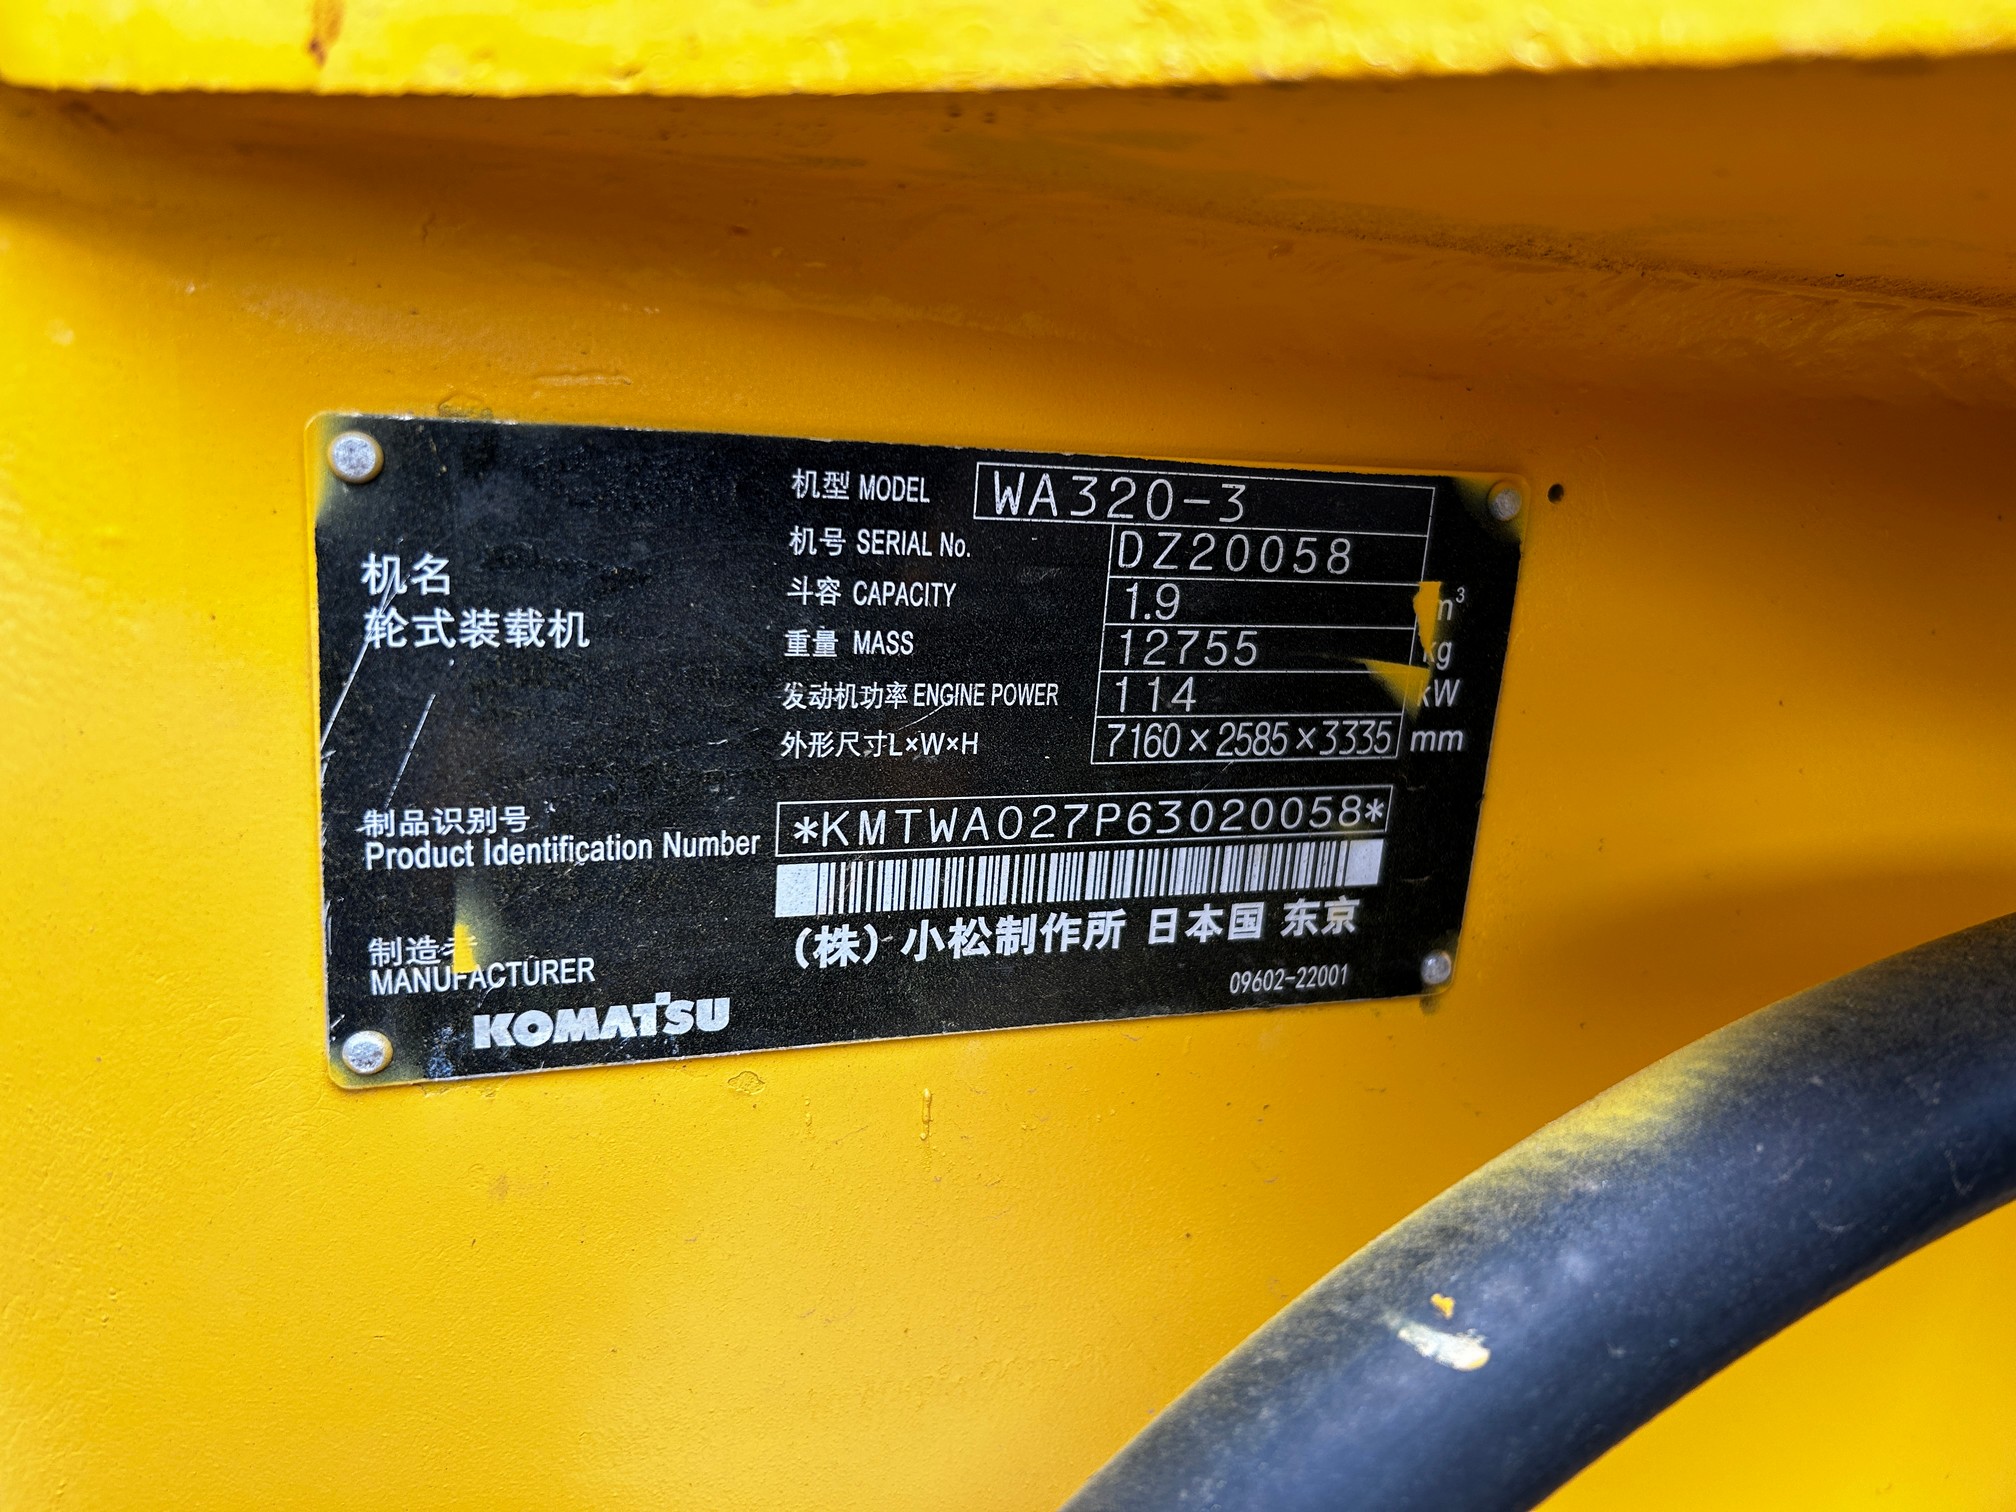 机型 MODEL WA320-3
机号 SERIAL No. DZ20058
斗容 CAPACITY 1.9 m³
重量 MASS 12755 kg
发动机功率 ENGINE POWER 114 kW
外形尺寸L×W×H 7160×2585×3335 mm
机名
轮式装载机
制品识别号
Product Identification Number *KMTWA027P63020058*
制造者
MANUFACTURER
(株) 小松制作所 日本国 东京
KOMATSU
09602-22001